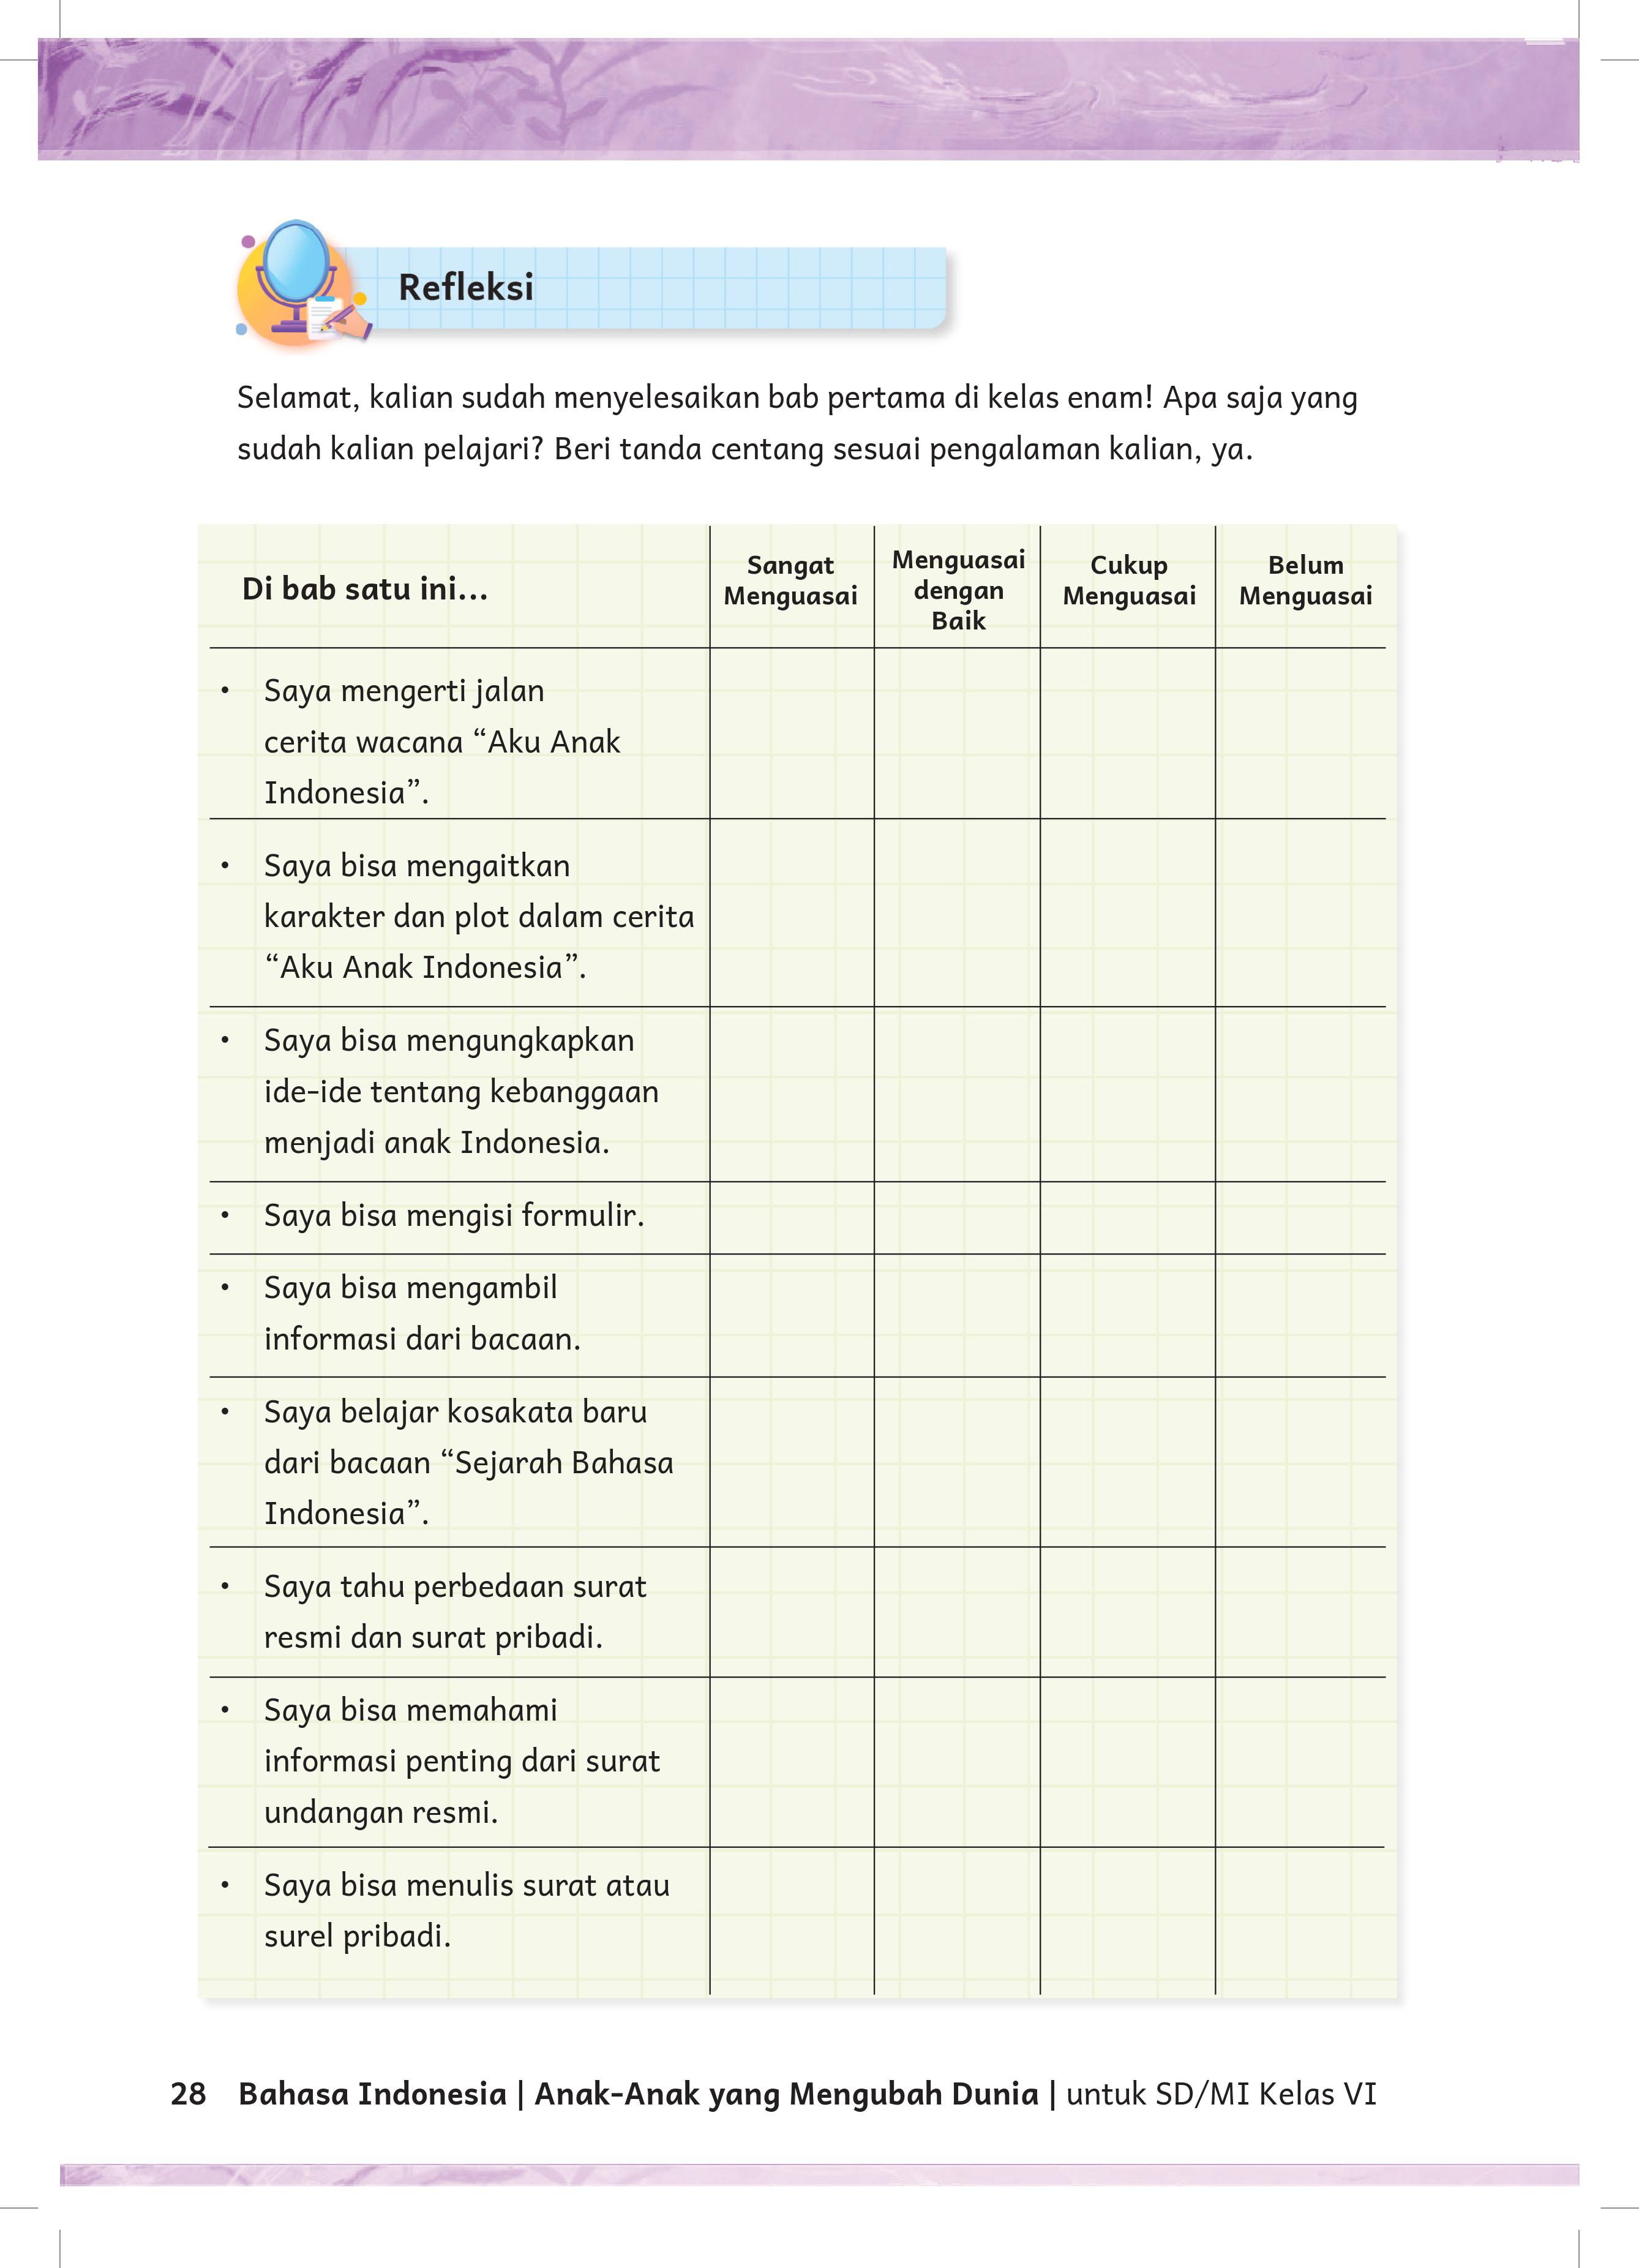 Refleksi
Selamat, kalian sudah menyelesaikan bab pertama di kelas enam! Apa saja yang
sudah kalian pelajari? Beri tanda centang sesuai pengalaman kalian, ya.
Di bab satu ini...
Sangat
Menguasai
Menguasai
dengan
Baik
Cukup
Menguasai
Belum
Menguasai
• Saya mengerti jalan
cerita wacana “Aku Anak
Indonesia”.
• Saya bisa mengaitkan
karakter dan plot dalam cerita
“Aku Anak Indonesia”.
• Saya bisa mengungkapkan
ide-ide tentang kebanggaan
menjadi anak Indonesia.
• Saya bisa mengisi formulir.
• Saya bisa mengambil
informasi dari bacaan.
• Saya belajar kosakata baru
dari bacaan “Sejarah Bahasa
Indonesia”.
• Saya tahu perbedaan surat
resmi dan surat pribadi.
• Saya bisa memahami
informasi penting dari surat
undangan resmi.
• Saya bisa menulis surat atau
surel pribadi.
28 Bahasa Indonesia | Anak-Anak yang Mengubah Dunia | untuk SD/MI Kelas VI